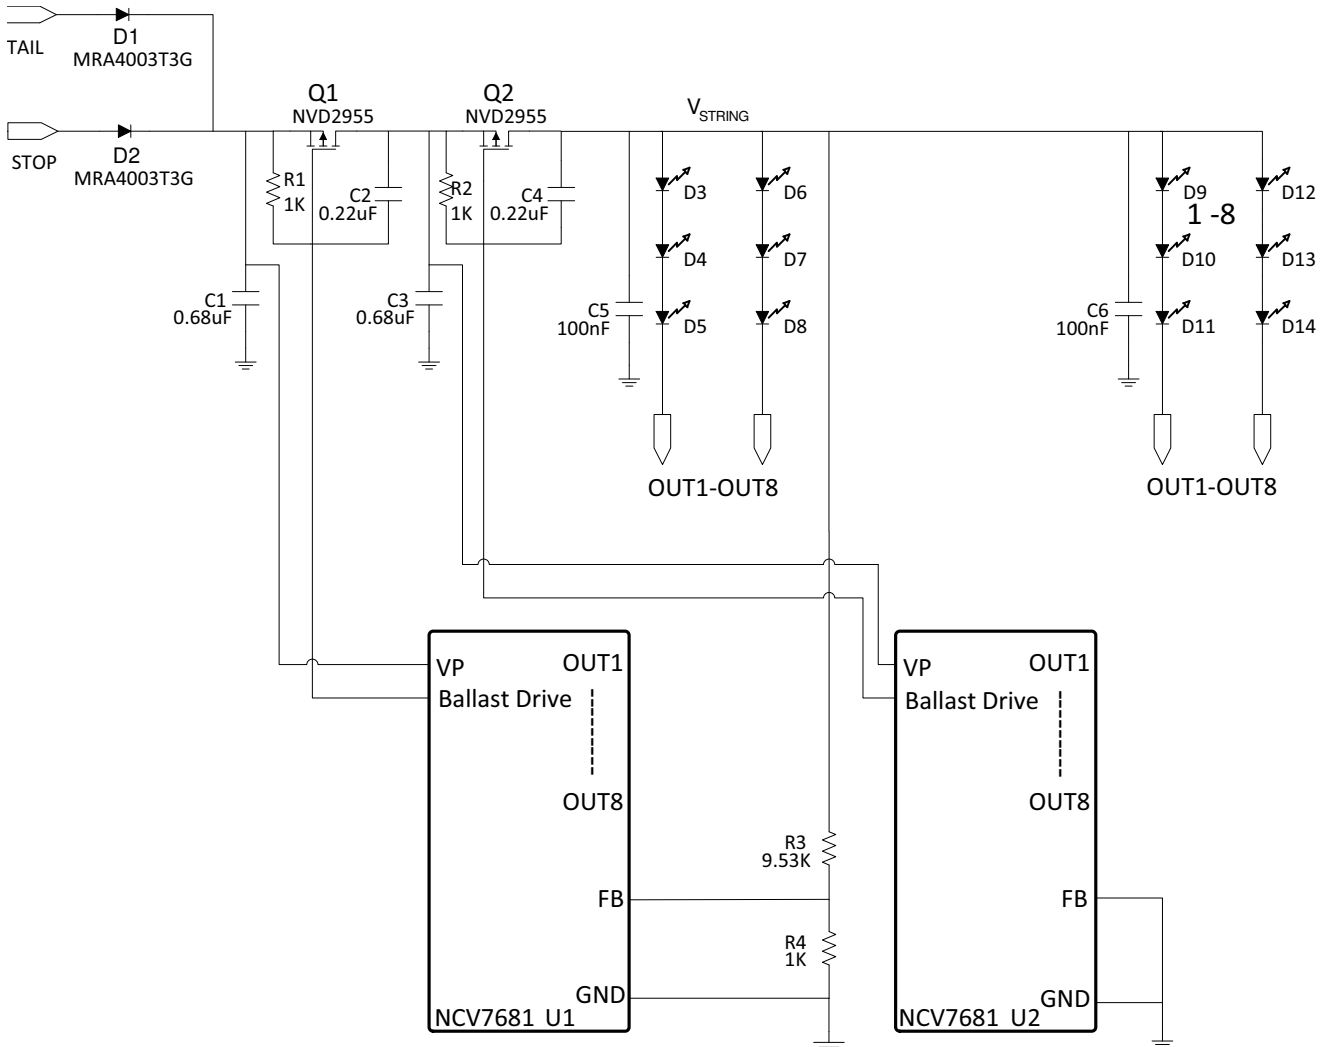 TAIL
D1
MRA4003T3G
STOP
D2
MRA4003T3G
Q1
NVD2955
Q2
NVD2955
VSTRING
R1
1K
C2
0.22uF
R2
1K
C4
0.22uF
C1
0.68uF
C3
0.68uF
C5
100nF
D3
D4
D5
D6
D7
D8
C6
100nF
D9
1 -8
D10
D11
D12
D13
D14
OUT1-OUT8
OUT1-OUT8
VP
Ballast Drive
OUT1
OUT8
FB
GND
NCV7681 U1
R3
9.53K
R4
1K
VP
Ballast Drive
OUT1
OUT8
FB
GND
NCV7681 U2